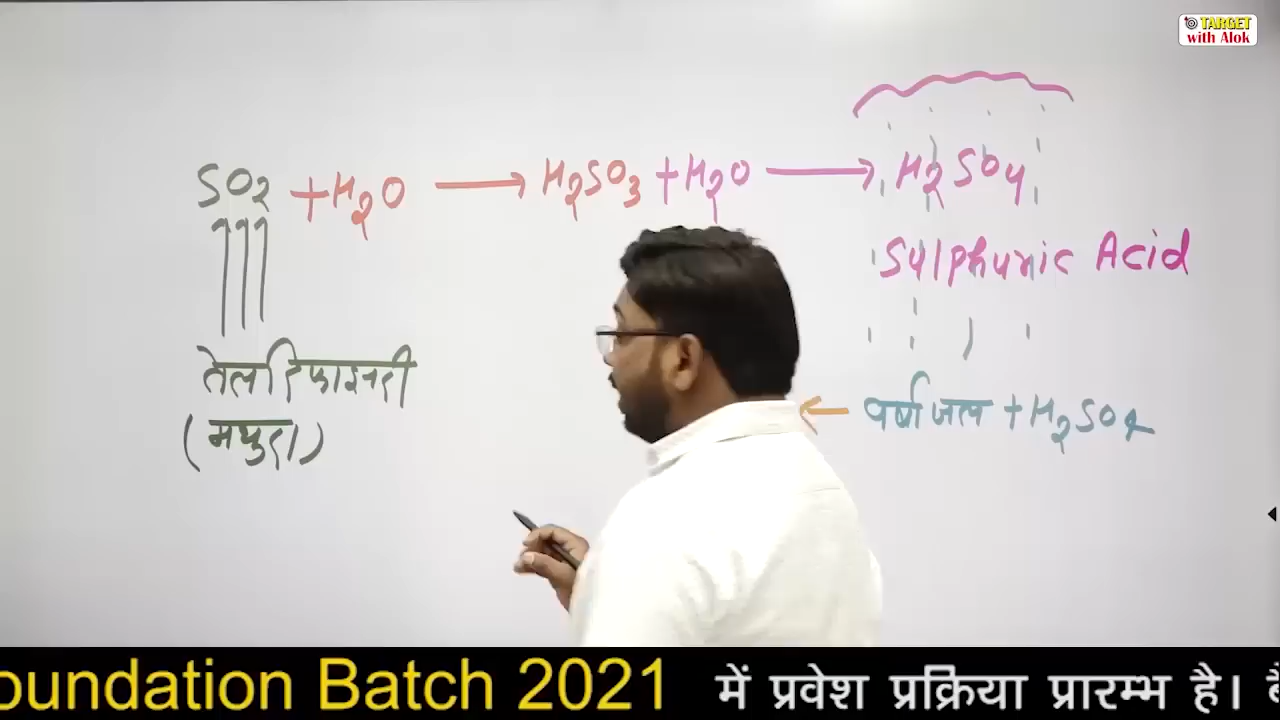 TARGET
with Alok
SO2 + H2O → H2SO3 + H2O → H2SO4
Sulphuric Acid
तेल रिफाइनरी
(मथुरा)
← वर्षा जल + H2SO4
oundation Batch 2021 में प्रवेश प्रक्रिया प्रारम्भ है।